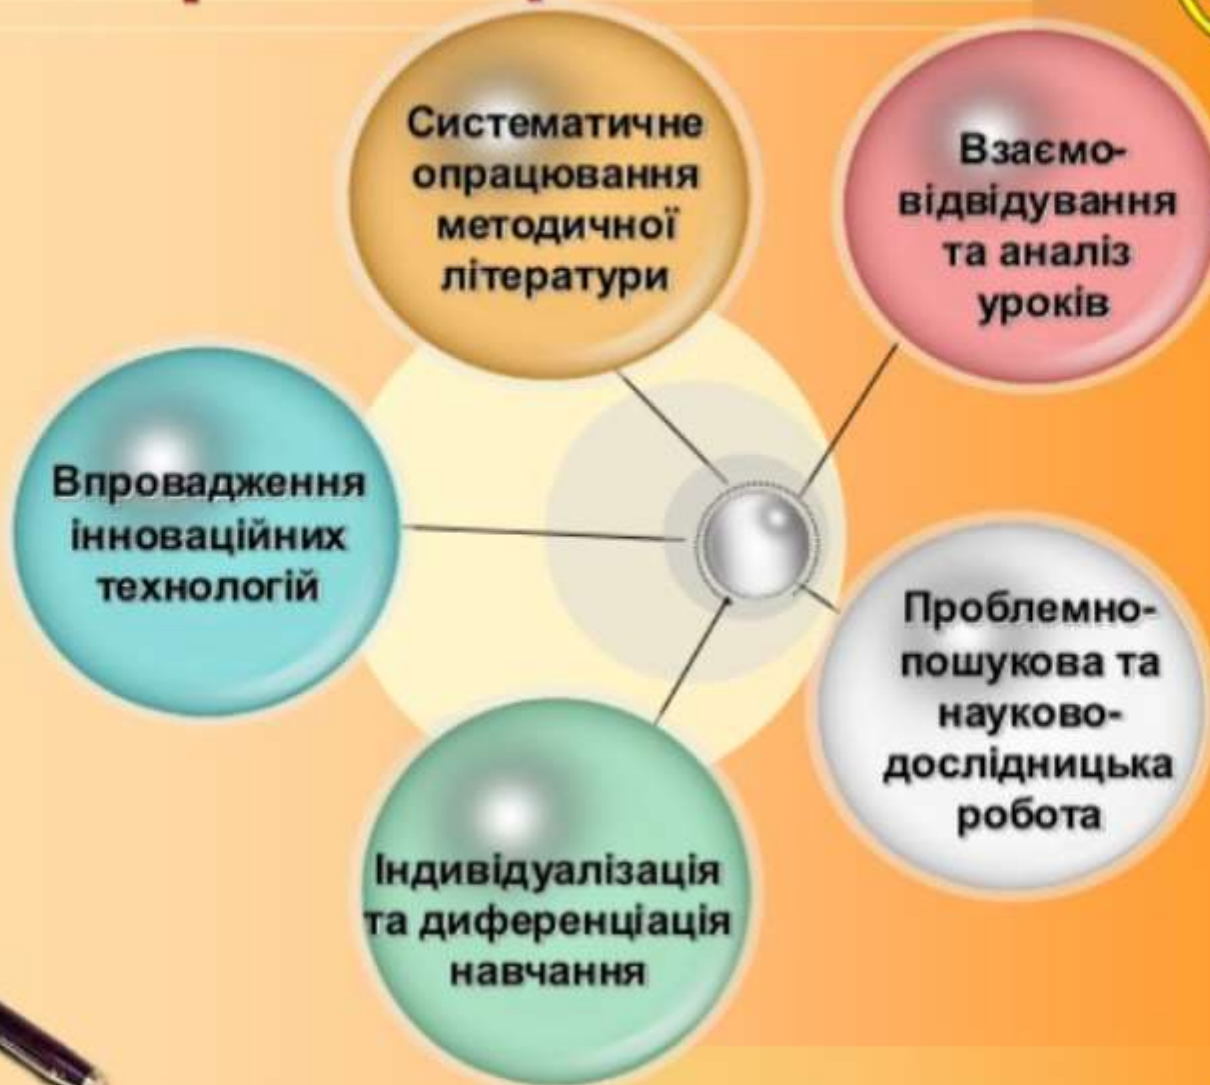 Систематичне
опрацювання
методичної
літератури
Взаємо-
відвідування
та аналіз
уроків
Впровадження
інноваційних
технологій
Проблемно-
пошукова та
науково-
дослідницька
робота
Індивідуалізація
та диференціація
навчання